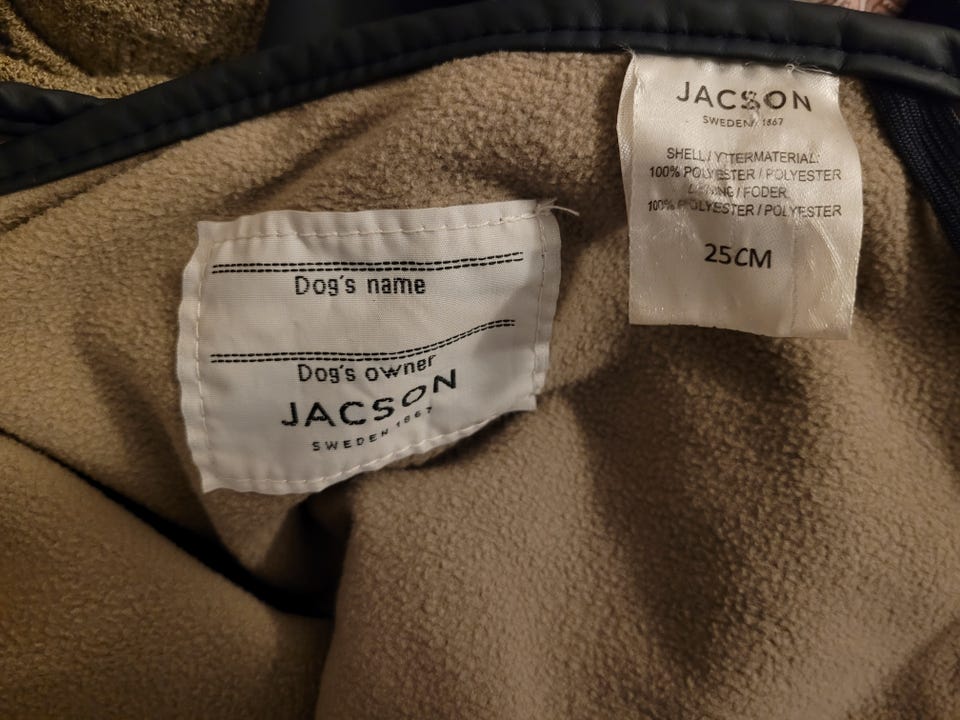 Dog's name
Dog's owner
JACSON
SWEDEN 1867
JACSON
SWEDEN 1867
SHELL / YTTERMATERIAL:
100% POLYESTER / POLYESTER
LINING / FODER
100% POLYESTER / POLYESTER
25CM